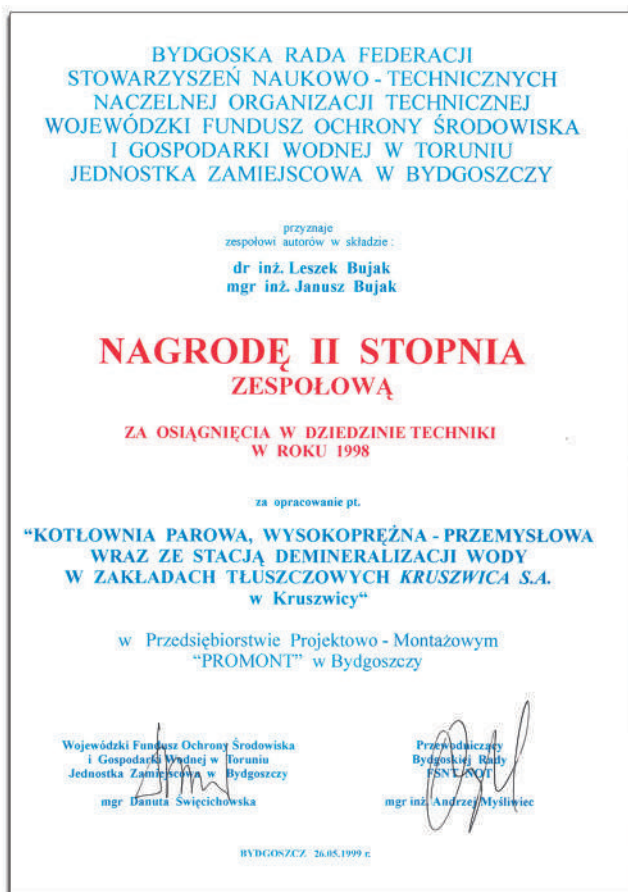 BYDGOSKA RADA FEDERACJI
STOWARZYSZEŃ NAUKOWO - TECHNICZNYCH
NACZELNEJ ORGANIZACJI TECHNICZNEJ
WOJEWÓDZKI FUNDUSZ OCHRONY ŚRODOWISKA
I GOSPODARKI WODNEJ W TORUNIU
JEDNOSTKA ZAMIEJSCOWA W BYDGOSZCZY
przyznaje
zespołowi autorów w składzie :
dr inż. Leszek Bujak
mgr inż. Janusz Bujak
NAGRODĘ II STOPNIA
ZESPOŁOWĄ
ZA OSIĄGNIĘCIA W DZIEDZINIE TECHNIKI
W ROKU 1998
za opracowanie pt.
“KOTŁOWNIA PAROWA, WYSOKOPRĘŻNA - PRZEMYSŁOWA
WRAZ ZE STACJĄ DEMINERALIZACJI WODY
W ZAKŁADACH TŁUSZCZOWYCH KRUSZWICA S.A.
w Kruszwicy“
w Przedsiębiorstwie Projektowo - Montażowym
“PROMONT” w Bydgoszczy
Wojewódzki Fundusz Ochrony Środowiska
i Gospodarki Wodnej w Toruniu
Jednostka Zamiejscowa w Bydgoszczy
mgr Danuta Święcichowska
Przewodniczący
Bydgoskiej Rady
FSNT NOT
mgr inż. Andrzej Myśliwiec
BYDGOSZCZ 26.05.1999 r.